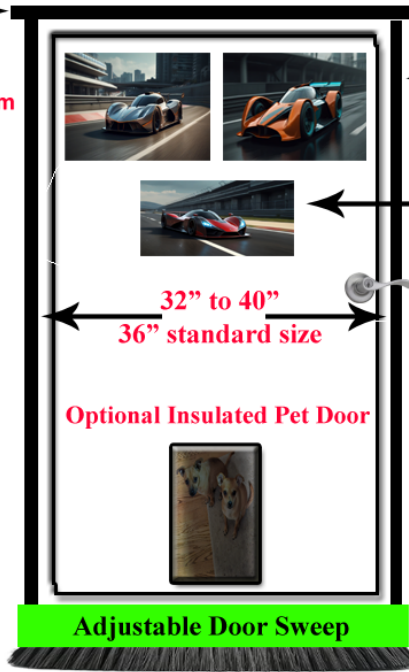 m
32” to 40”
36” standard size
Optional Insulated Pet Door
Adjustable Door Sweep